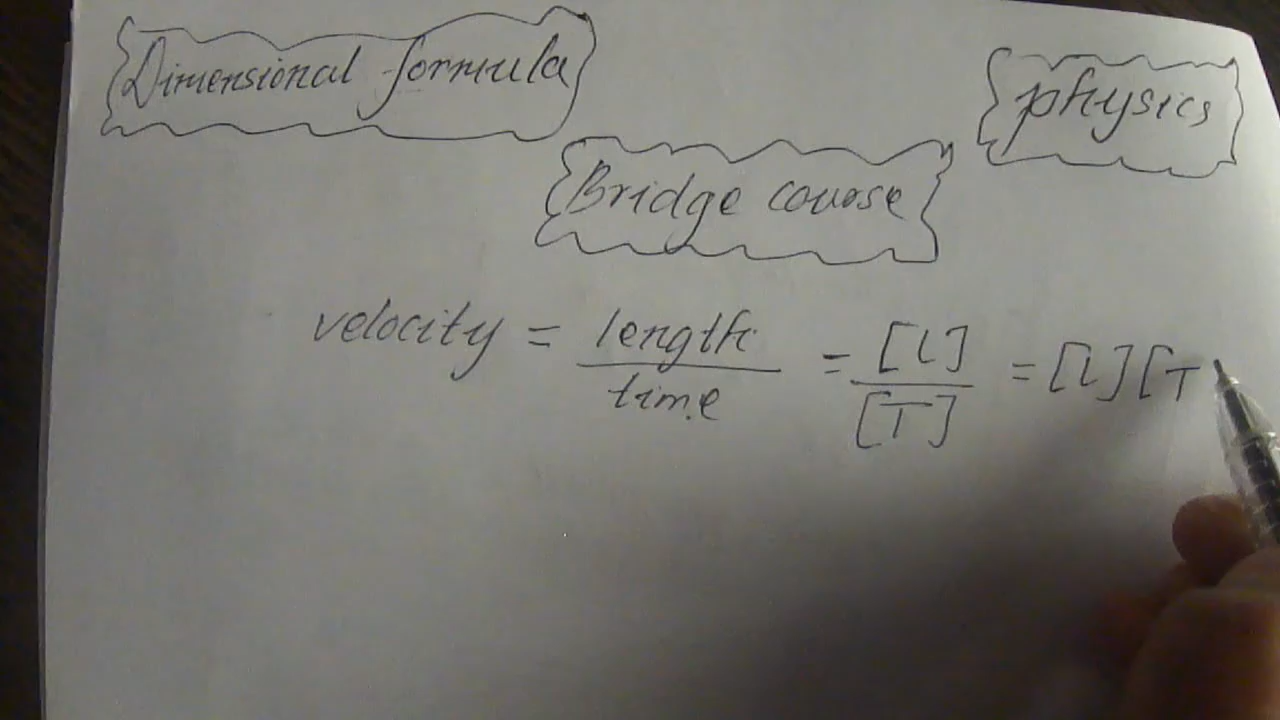 Dimensional formula
physics
Bridge course
velocity = length/time = [L]/[T] = [L][T